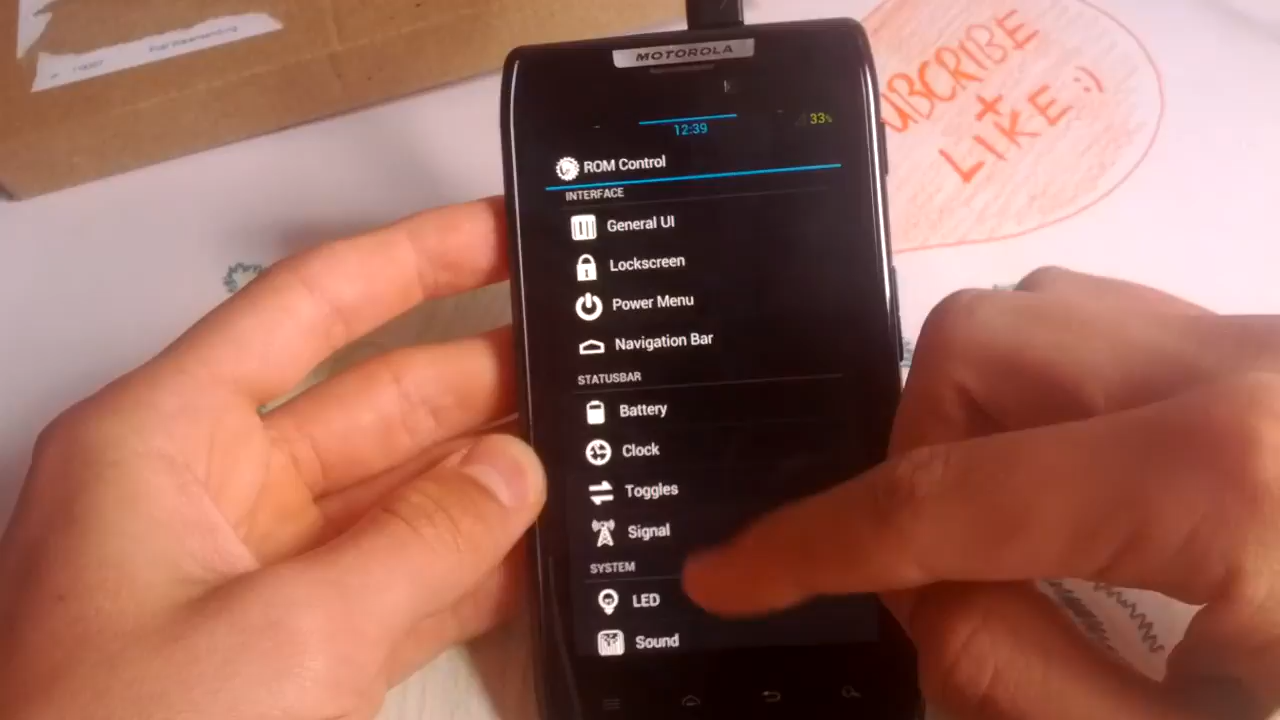 MOTOROLA
UBCRIBE
+
LIKE :)
12:39
33%
ROM Control
INTERFACE
General UI
Lockscreen
Power Menu
Navigation Bar
STATUSBAR
Battery
Clock
Toggles
Signal
SYSTEM
LED
Sound